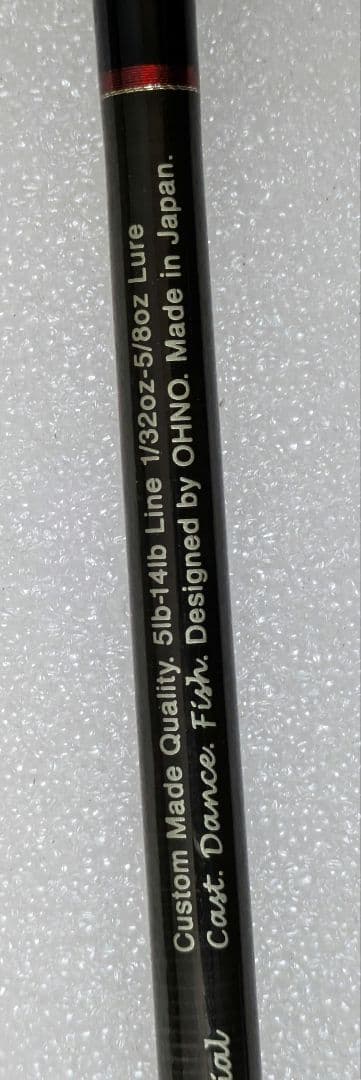 Custom Made Quality. 5lb-14lb Line 1/32oz-5/8oz Lure
Cast. Dance. Fish. Designed by OHNO. Made in Japan.